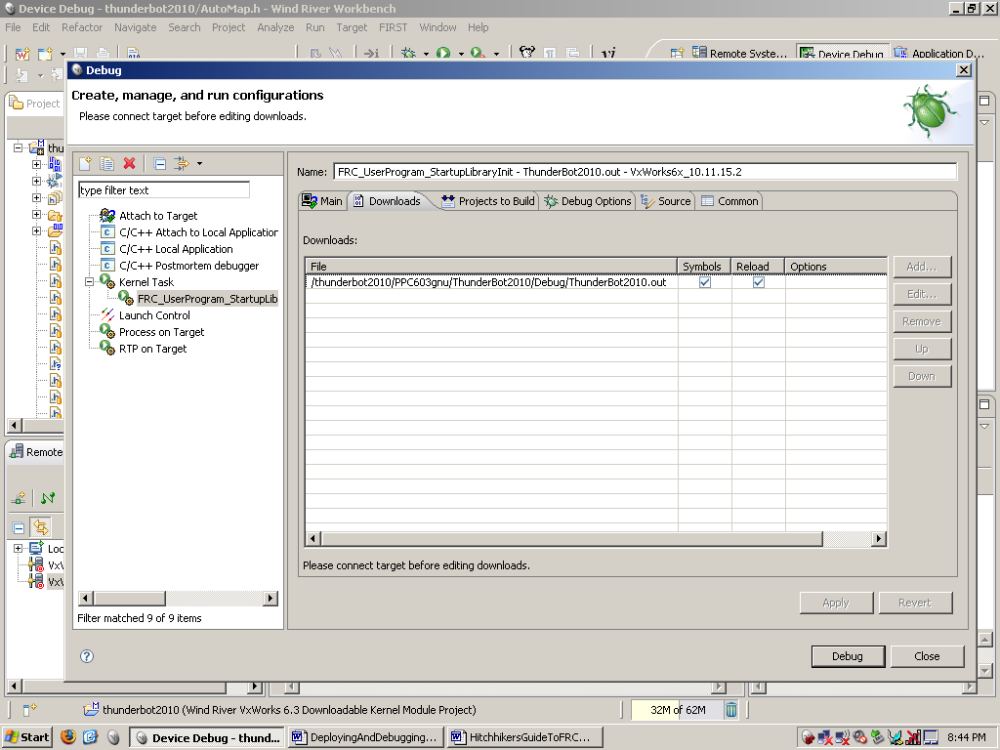 Device Debug - thunderbot2010/AutoMap.h - Wind River Workbench
File Edit Refactor Navigate Search Project Analyze Run Target FIRST Window Help
Remote Syste... Device Debug Application D...
Debug
Project
Create, manage, and run configurations
Please connect target before editing downloads.
thu
Name: FRC_UserProgram_StartupLibraryInit - ThunderBot2010.out - VxWorks6x_10.11.15.2
type filter text
Main Downloads Projects to Build Debug Options Source Common
Attach to Target
C/C++ Attach to Local Application
C/C++ Local Application
C/C++ Postmortem debugger
Kernel Task
FRC_UserProgram_StartupLib
Launch Control
Process on Target
RTP on Target
Downloads:
File Symbols Reload Options
/thunderbot2010/PPC603gnu/ThunderBot2010/Debug/ThunderBot2010.out
Add...
Edit...
Remove
Up
Down
Remote
Loc
VxV
VxV
Please connect target before editing downloads.
Filter matched 9 of 9 items
Apply Revert
Debug Close
thunderbot2010 (Wind River VxWorks 6.3 Downloadable Kernel Module Project)
32M of 62M
Start Device Debug - thund... DeployingAndDebugging... HitchhikersGuideToFRC... 8:44 PM